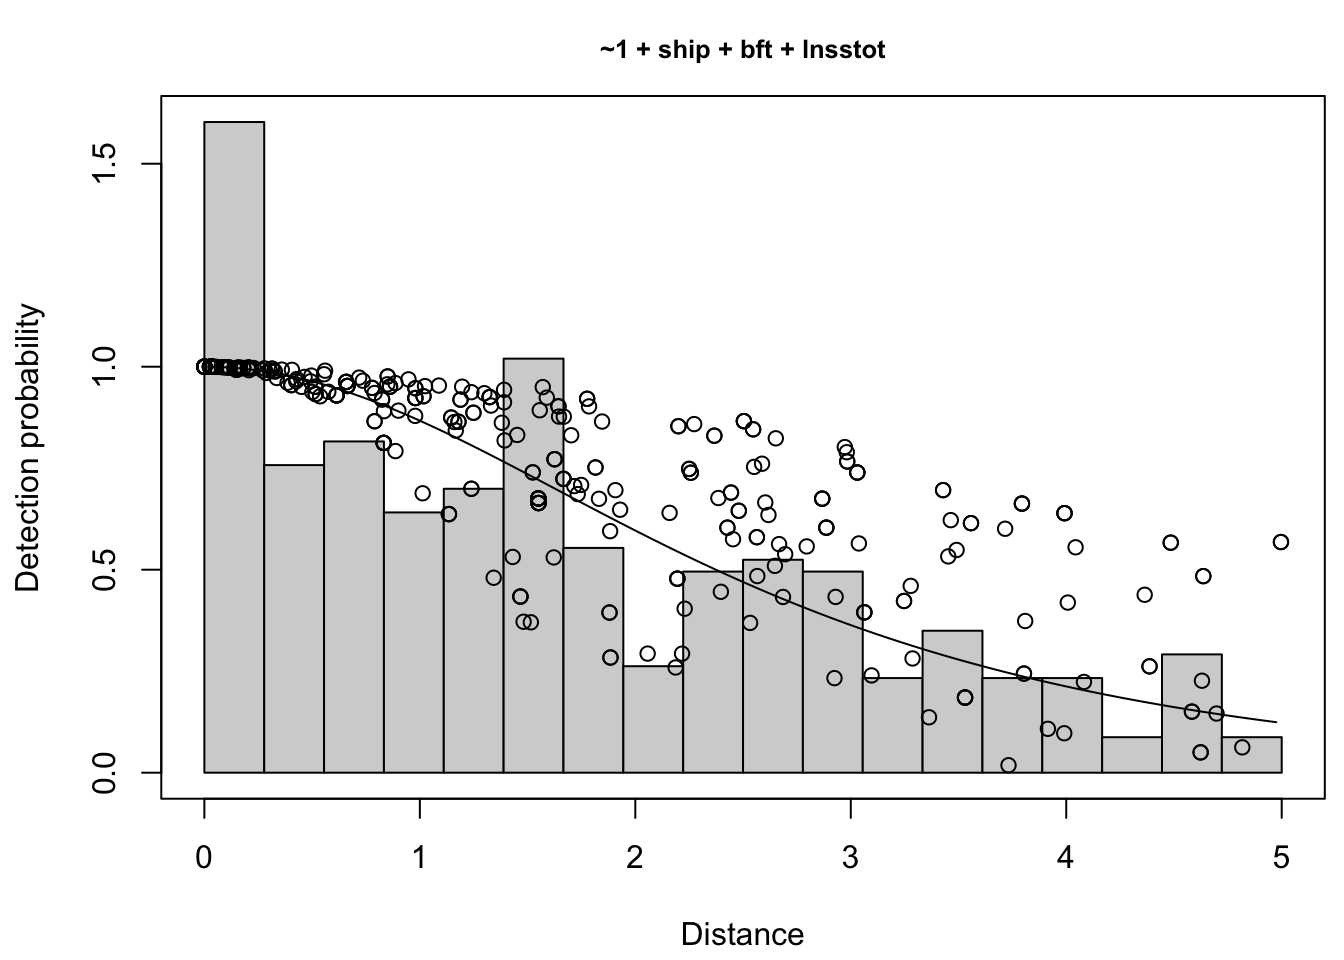 ~1 + ship + bft + lnsstot
Detection probability
1.5
1.0
0.5
0.0
0 1 2 3 4 5
Distance